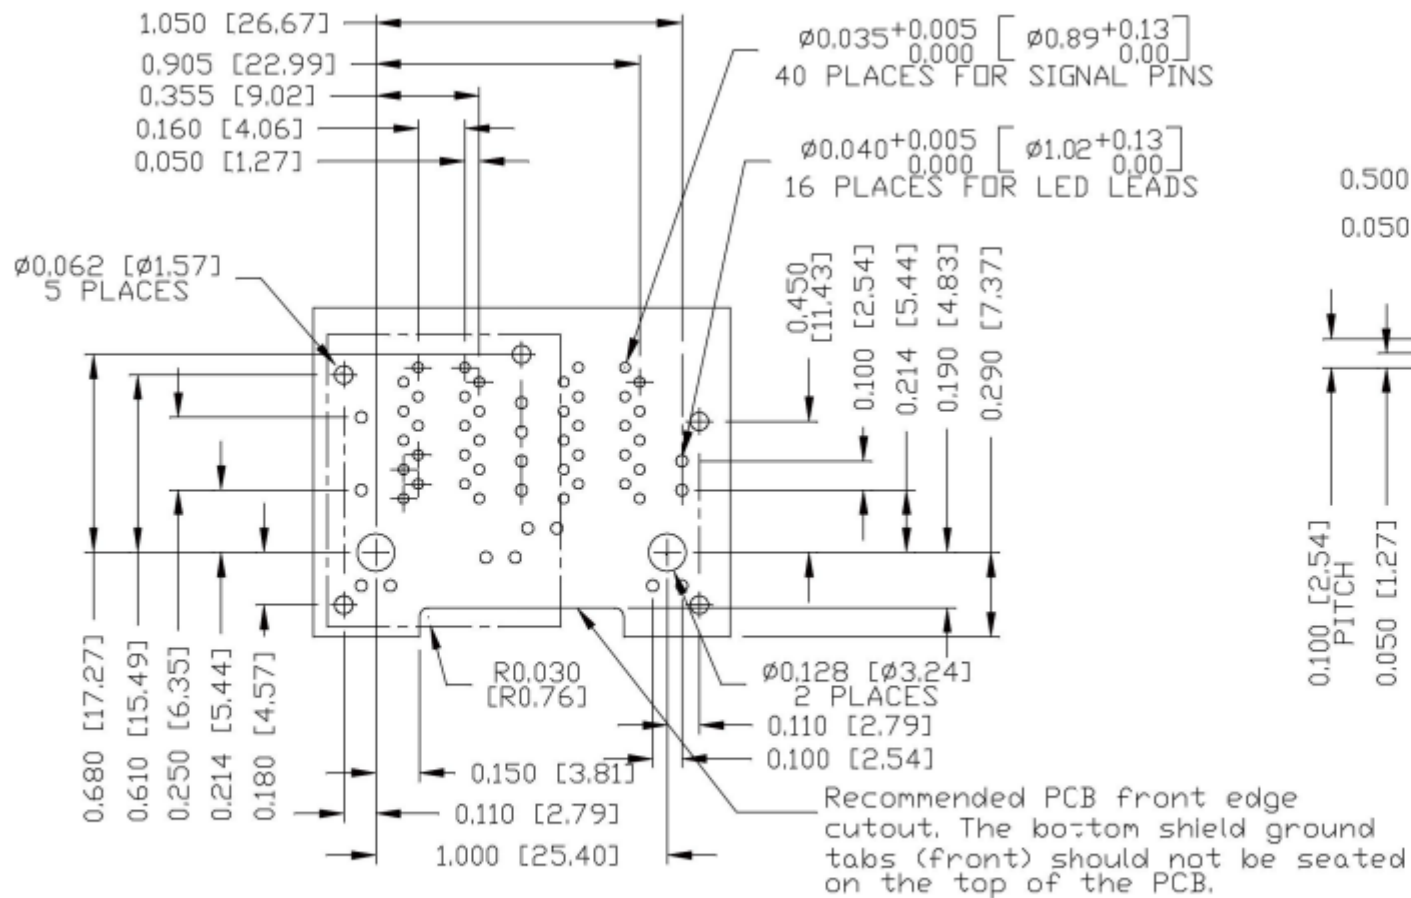 1.050 [26.67]
0.905 [22.99]
0.355 [9.02]
0.160 [4.06]
0.050 [1.27]
Ø0.035+0.005 0.000 [Ø0.89+0.13 0.00]
40 PLACES FOR SIGNAL PINS
Ø0.040+0.005 0.000 [Ø1.02+0.13 0.00]
16 PLACES FOR LED LEADS
0.500
0.050
Ø0.062 [Ø1.57]
5 PLACES
0.450
[11.43]
0.100 [2.54]
0.214 [5.44]
0.190 [4.83]
0.290 [7.37]
0.680 [17.27]
0.610 [15.49]
0.250 [6.35]
0.214 [5.44]
0.180 [4.57]
R0.030
[R0.76]
Ø0.128 [Ø3.24]
2 PLACES
0.110 [2.79]
0.100 [2.54]
0.150 [3.81]
0.110 [2.79]
1.000 [25.40]
0.100 [2.54]
PITCH
0.050 [1.27]
Recommended PCB front edge
cutout. The bottom shield ground
tabs (front) should not be seated
on the top of the PCB.